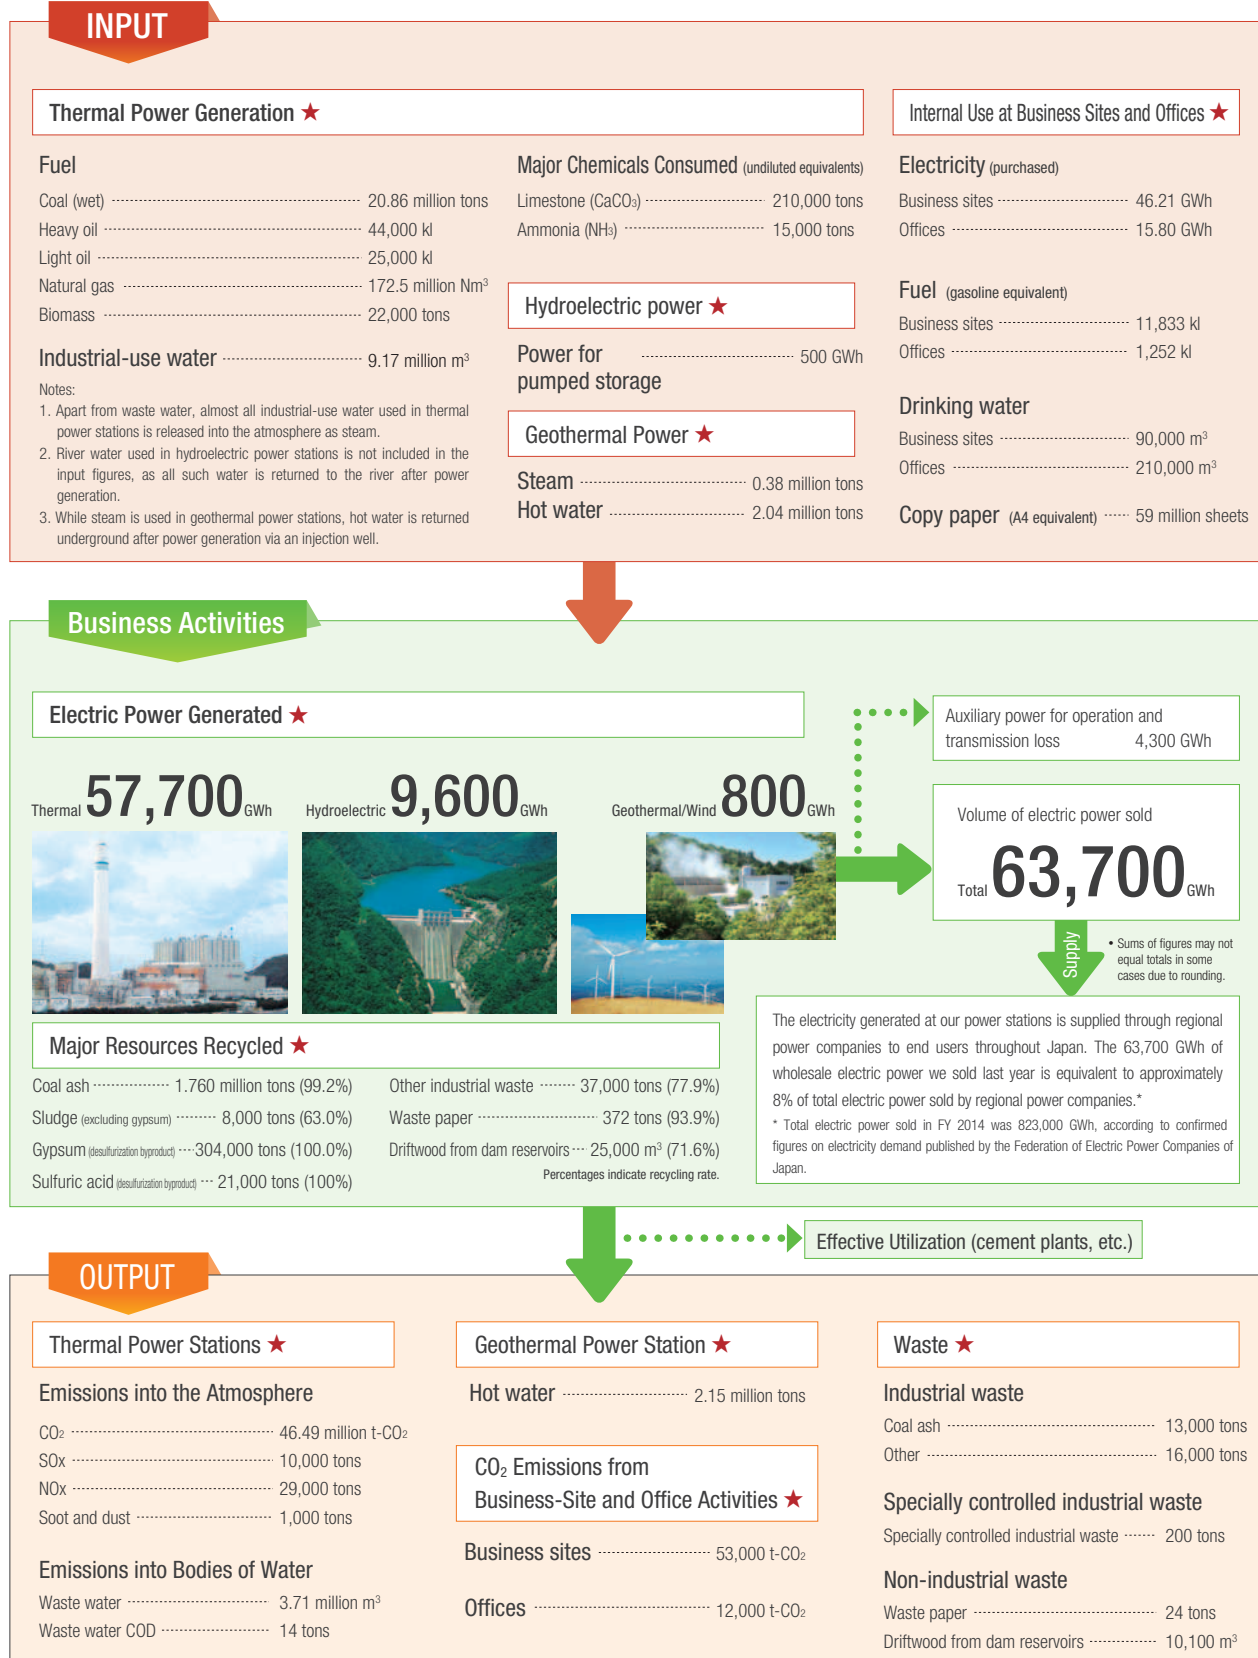 INPUT
Thermal Power Generation ★
Fuel
Coal (wet) 20.86 million tons
Heavy oil 44,000 kl
Light oil 25,000 kl
Natural gas 172.5 million Nm³
Biomass 22,000 tons
Industrial-use water 9.17 million m³
Notes:
1. Apart from waste water, almost all industrial-use water used in thermal
power stations is released into the atmosphere as steam.
2. River water used in hydroelectric power stations is not included in the
input figures, as all such water is returned to the river after power
generation.
3. While steam is used in geothermal power stations, hot water is returned
underground after power generation via an injection well.
Major Chemicals Consumed (undiluted equivalents)
Limestone (CaCO₃) 210,000 tons
Ammonia (NH₃) 15,000 tons
Hydroelectric power ★
Power for
pumped storage 500 GWh
Geothermal Power ★
Steam 0.38 million tons
Hot water 2.04 million tons
Internal Use at Business Sites and Offices ★
Electricity (purchased)
Business sites 46.21 GWh
Offices 15.80 GWh
Fuel (gasoline equivalent)
Business sites 11,833 kl
Offices 1,252 kl
Drinking water
Business sites 90,000 m³
Offices 210,000 m³
Copy paper (A4 equivalent) 59 million sheets
Business Activities
Electric Power Generated ★
Thermal 57,700 GWh
Hydroelectric 9,600 GWh
Geothermal/Wind 800 GWh
Auxiliary power for operation and
transmission loss 4,300 GWh
Volume of electric power sold
Total 63,700 GWh
Supply
• Sums of figures may not
equal totals in some
cases due to rounding.
The electricity generated at our power stations is supplied through regional
power companies to end users throughout Japan. The 63,700 GWh of
wholesale electric power we sold last year is equivalent to approximately
8% of total electric power sold by regional power companies.*
* Total electric power sold in FY 2014 was 823,000 GWh, according to confirmed
figures on electricity demand published by the Federation of Electric Power Companies of
Japan.
Major Resources Recycled ★
Coal ash 1.760 million tons (99.2%)
Sludge (excluding gypsum) 8,000 tons (63.0%)
Gypsum (desulfurization byproduct) 304,000 tons (100.0%)
Sulfuric acid (desulfurization byproduct) 21,000 tons (100%)
Other industrial waste 37,000 tons (77.9%)
Waste paper 372 tons (93.9%)
Driftwood from dam reservoirs 25,000 m³ (71.6%)
Percentages indicate recycling rate.
Effective Utilization (cement plants, etc.)
OUTPUT
Thermal Power Stations ★
Emissions into the Atmosphere
CO₂ 46.49 million t-CO₂
SOx 10,000 tons
NOx 29,000 tons
Soot and dust 1,000 tons
Emissions into Bodies of Water
Waste water 3.71 million m³
Waste water COD 14 tons
Geothermal Power Station ★
Hot water 2.15 million tons
CO₂ Emissions from
Business-Site and Office Activities ★
Business sites 53,000 t-CO₂
Offices 12,000 t-CO₂
Waste ★
Industrial waste
Coal ash 13,000 tons
Other 16,000 tons
Specially controlled industrial waste
Specially controlled industrial waste 200 tons
Non-industrial waste
Waste paper 24 tons
Driftwood from dam reservoirs 10,100 m³